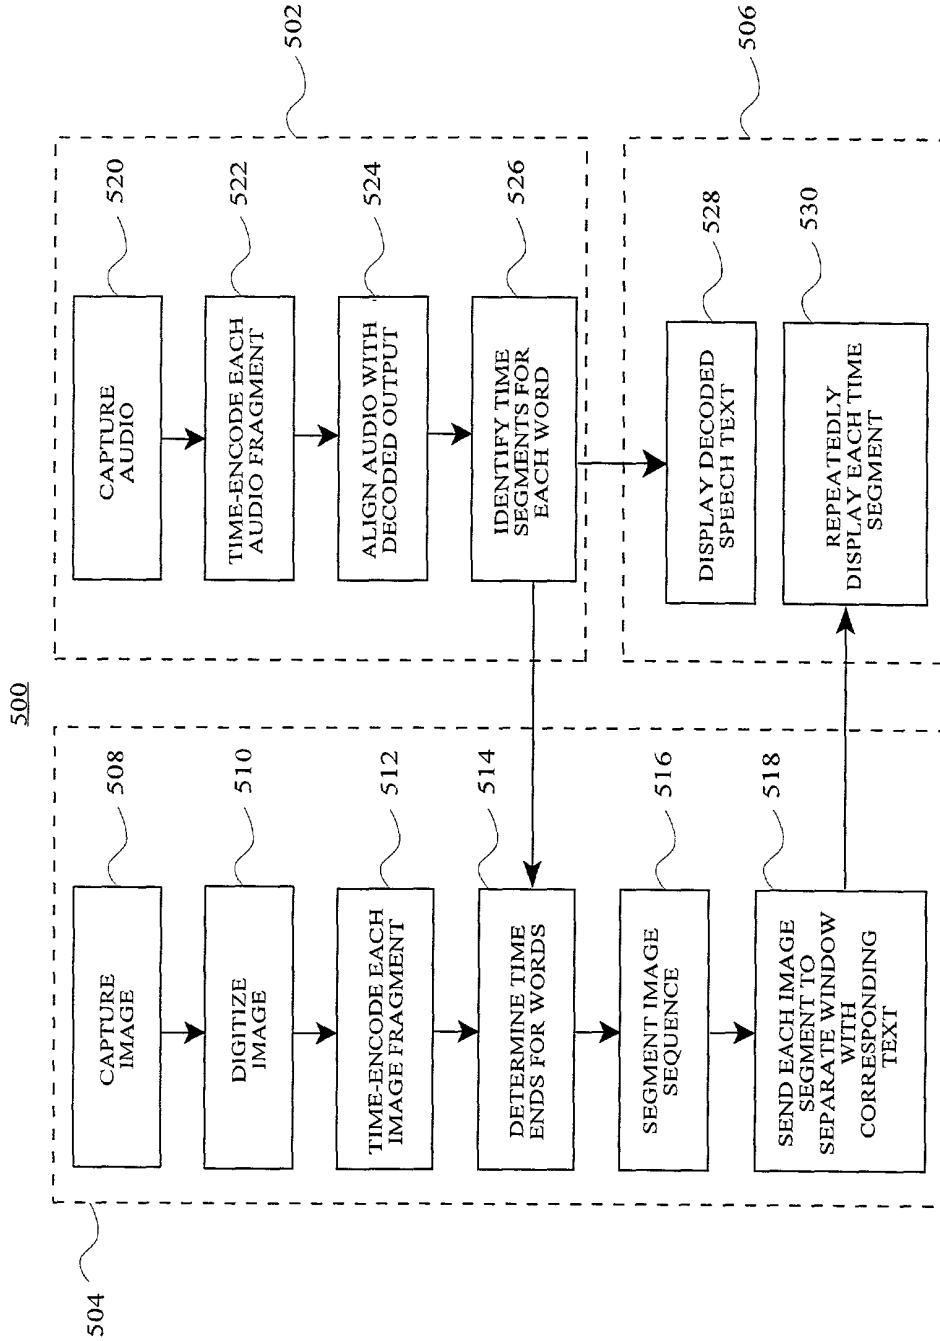 500
504
508
CAPTURE
IMAGE
510
DIGITIZE
IMAGE
512
TIME-ENCODE EACH
IMAGE FRAGMENT
514
DETERMINE TIME
ENDS FOR WORDS
516
SEGMENT IMAGE
SEQUENCE
518
SEND EACH IMAGE
SEGMENT TO
SEPARATE WINDOW
WITH
CORRESPONDING
TEXT
502
520
CAPTURE
AUDIO
522
TIME-ENCODE EACH
AUDIO FRAGMENT
524
ALIGN AUDIO WITH
DECODED OUTPUT
526
IDENTIFY TIME
SEGMENTS FOR
EACH WORD
506
528
DISPLAY DECODED
SPEECH TEXT
530
REPEATEDLY
DISPLAY EACH TIME
SEGMENT